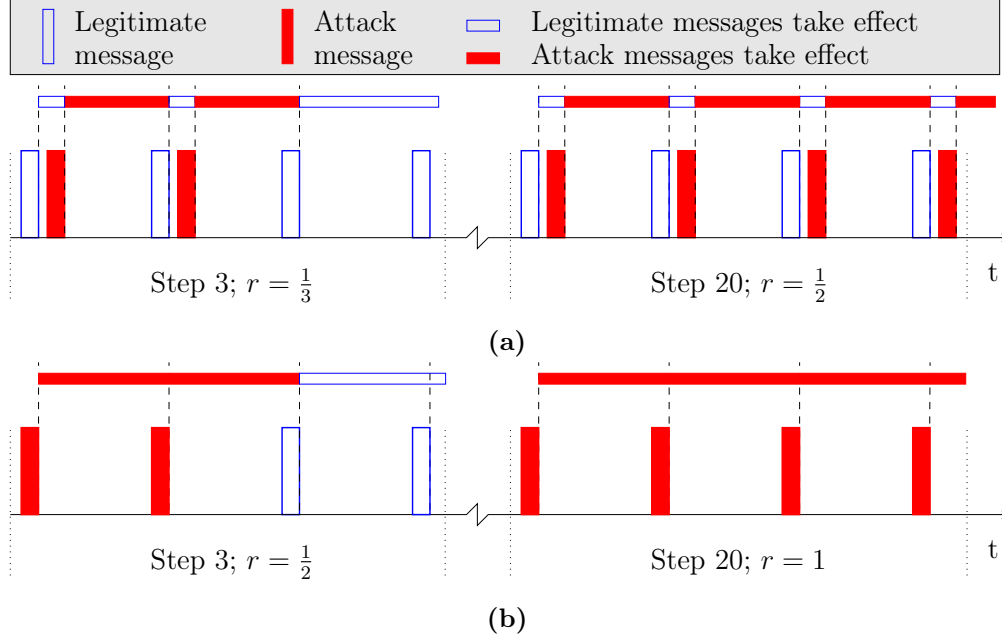 Legitimate message
Attack message
Legitimate messages take effect
Attack messages take effect
Step 3; r = 1/3
Step 20; r = 1/2
t
(a)
Step 3; r = 1/2
Step 20; r = 1
t
(b)